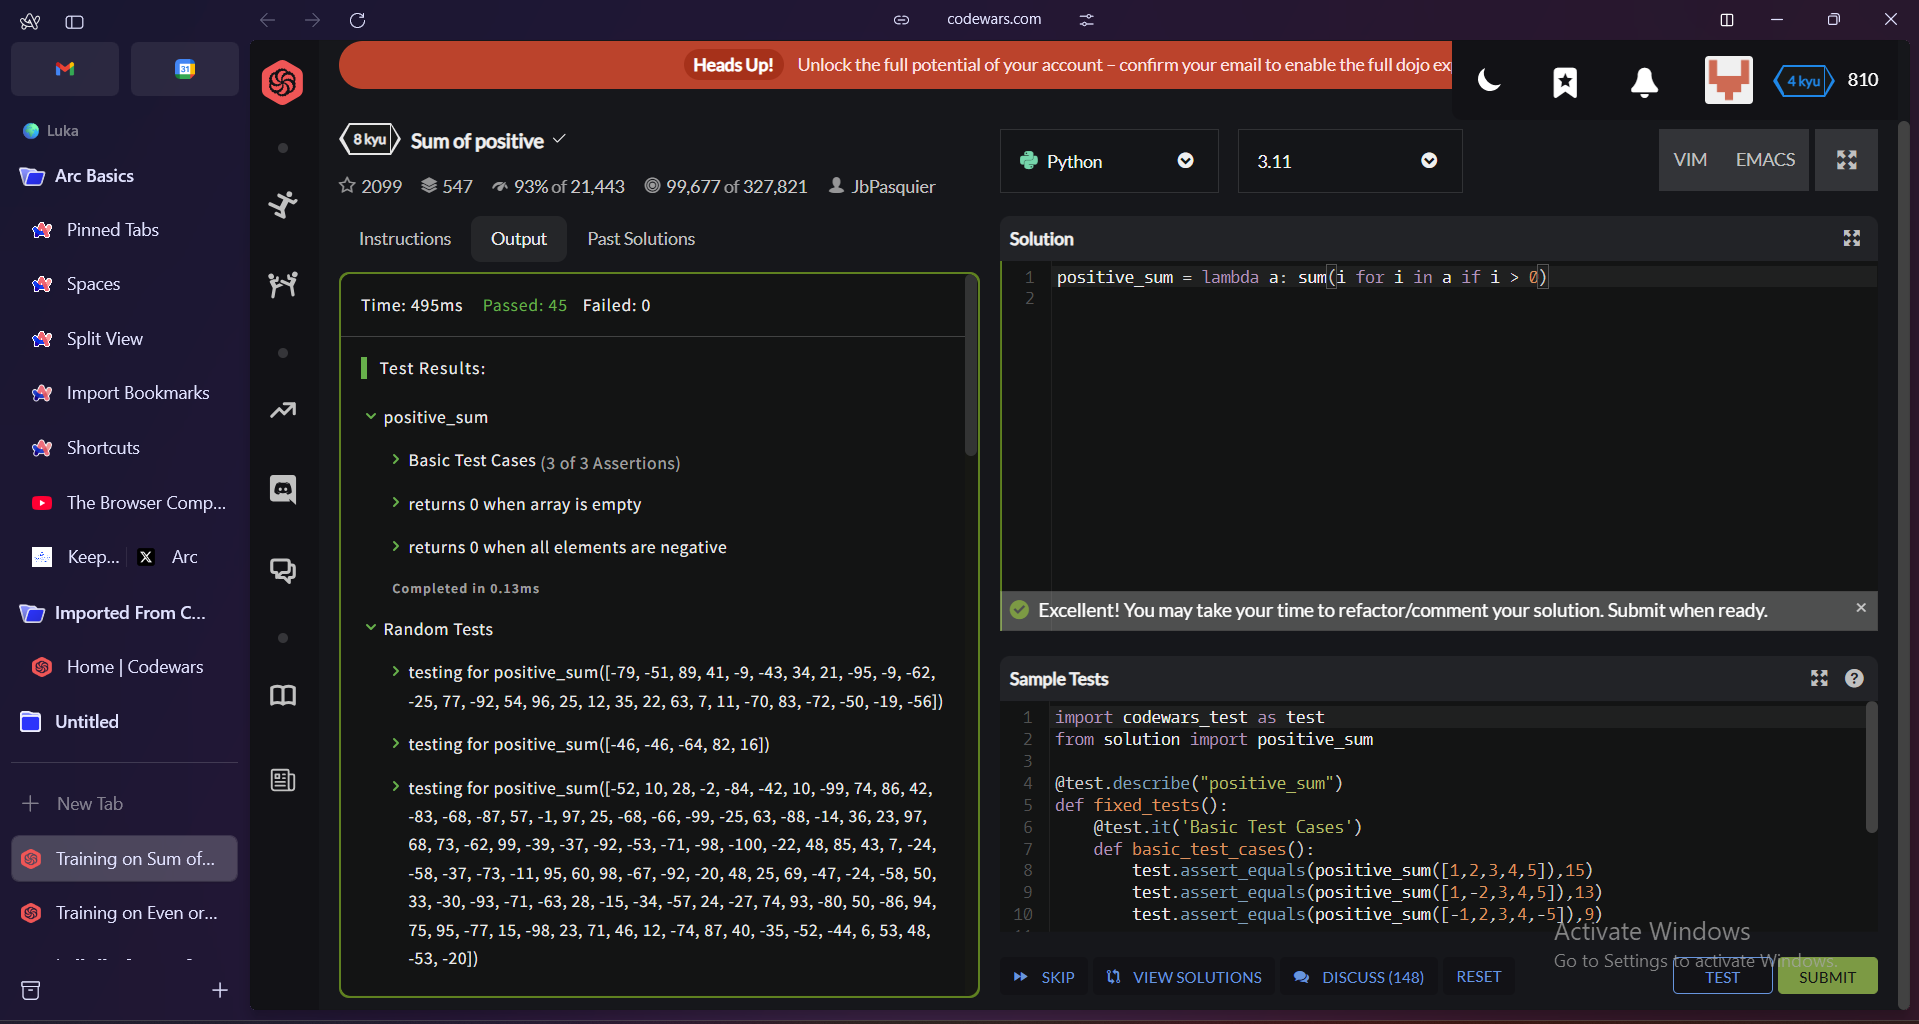 codewars.com
31
Luka
Arc Basics
Pinned Tabs
Spaces
Split View
Import Bookmarks
Shortcuts
The Browser Comp...
Keep...
X
Arc
Imported From C...
Home | Codewars
Untitled
New Tab
Training on Sum of...
Training on Even or...
Heads Up!
Unlock the full potential of your account – confirm your email to enable the full dojo ex
4 kyu
810
8 kyu
Sum of positive
2099
547
93% of 21,443
99,677 of 327,821
JbPasquier
Instructions
Output
Past Solutions
Time: 495ms Passed: 45 Failed: 0
Test Results:
positive_sum
Basic Test Cases (3 of 3 Assertions)
returns 0 when array is empty
returns 0 when all elements are negative
Completed in 0.13ms
Random Tests
testing for positive_sum([-79, -51, 89, 41, -9, -43, 34, 21, -95, -9, -62,
-25, 77, -92, 54, 96, 25, 12, 35, 22, 63, 7, 11, -70, 83, -72, -50, -19, -56])
testing for positive_sum([-46, -46, -64, 82, 16])
testing for positive_sum([-52, 10, 28, -2, -84, -42, 10, -99, 74, 86, 42,
-83, -68, -87, 57, -1, 97, 25, -68, -66, -99, -25, 63, -88, -14, 36, 23, 97,
68, 73, -62, 99, -39, -37, -92, -53, -71, -98, -100, -22, 48, 85, 43, 7, -24,
-58, -37, -73, -11, 95, 60, 98, -67, -92, -20, 48, 25, 69, -47, -24, -58, 50,
33, -30, -93, -71, -63, 28, -15, -34, -57, 24, -27, 74, 93, -80, 50, -86, 94,
75, 95, -77, 15, -98, 23, 71, 46, 12, -74, 87, 40, -35, -52, -44, 6, 53, 48,
-53, -20])
Python
3.11
VIM
EMACS
Solution
1 positive_sum = lambda a: sum(i for i in a if i > 0)
2
Excellent! You may take your time to refactor/comment your solution. Submit when ready.
Sample Tests
?
1 import codewars_test as test
2 from solution import positive_sum
3
4 @test.describe("positive_sum")
5 def fixed_tests():
6 @test.it('Basic Test Cases')
7 def basic_test_cases():
8 test.assert_equals(positive_sum([1,2,3,4,5]),15)
9 test.assert_equals(positive_sum([1,-2,3,4,5]),13)
10 test.assert_equals(positive_sum([-1,2,3,4,-5]),9)
Activate Windows
Go to Settings to activate Windows.
SKIP
VIEW SOLUTIONS
DISCUSS (148)
RESET
TEST
SUBMIT